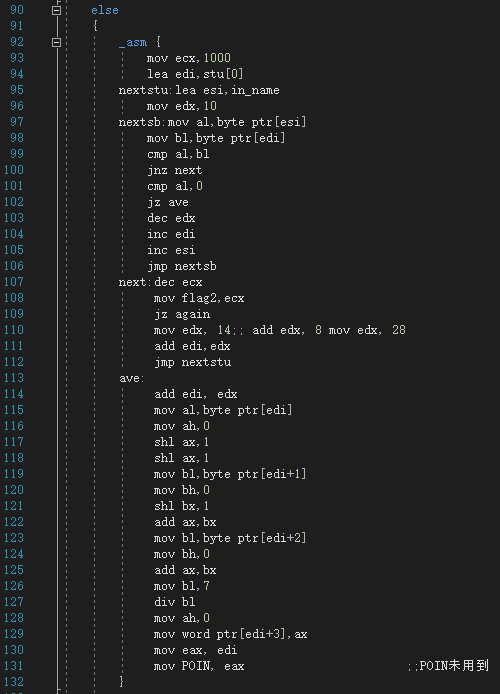 90 else
91 {
92 _asm {
93 mov ecx,1000
94 lea edi,stu[0]
95 nextstu:lea esi,in_name
96 mov edx,10
97 nextsb:mov al,byte ptr[esi]
98 mov bl,byte ptr[edi]
99 cmp al,bl
100 jnz next
101 cmp al,0
102 jz ave
103 dec edx
104 inc edi
105 inc esi
106 jmp nextsb
107 next:dec ecx
108 mov flag2,ecx
109 jz again
110 mov edx, 14;; add edx, 8 mov edx, 28
111 add edi,edx
112 jmp nextstu
113 ave:
114 add edi, edx
115 mov al,byte ptr[edi]
116 mov ah,0
117 shl ax,1
118 shl ax,1
119 mov bl,byte ptr[edi+1]
120 mov bh,0
121 shl bx,1
122 add ax,bx
123 mov bl,byte ptr[edi+2]
124 mov bh,0
125 add ax,bx
126 mov bl,7
127 div bl
128 mov ah,0
129 mov word ptr[edi+3],ax
130 mov eax, edi
131 mov POIN, eax ;;POIN未用到
132 }